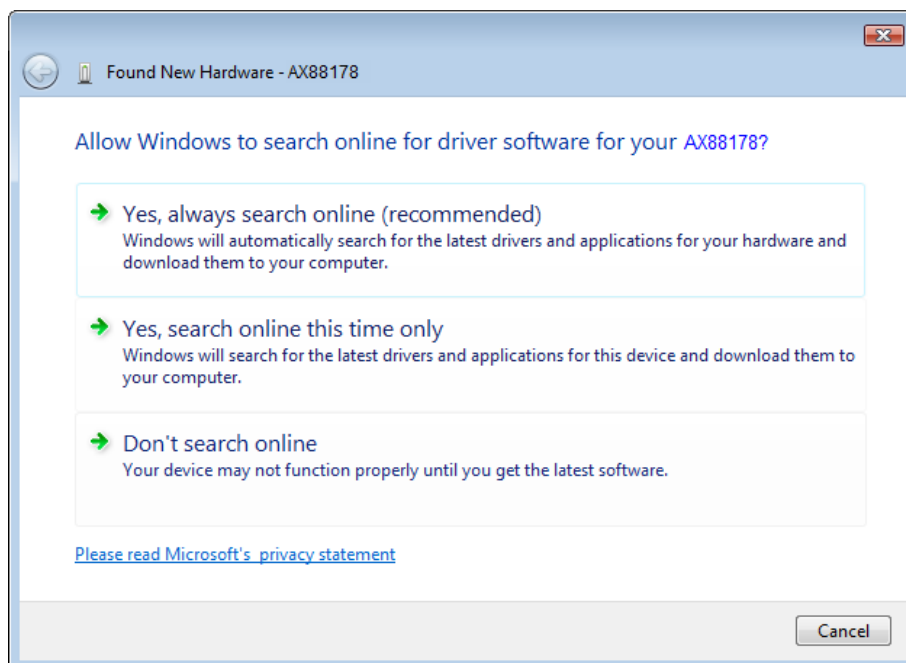 Found New Hardware - AX88178
Allow Windows to search online for driver software for your AX88178?
Yes, always search online (recommended)
Windows will automatically search for the latest drivers and applications for your hardware and
download them to your computer.
Yes, search online this time only
Windows will search for the latest drivers and applications for this device and download them to
your computer.
Don't search online
Your device may not function properly until you get the latest software.
Please read Microsoft's privacy statement
Cancel